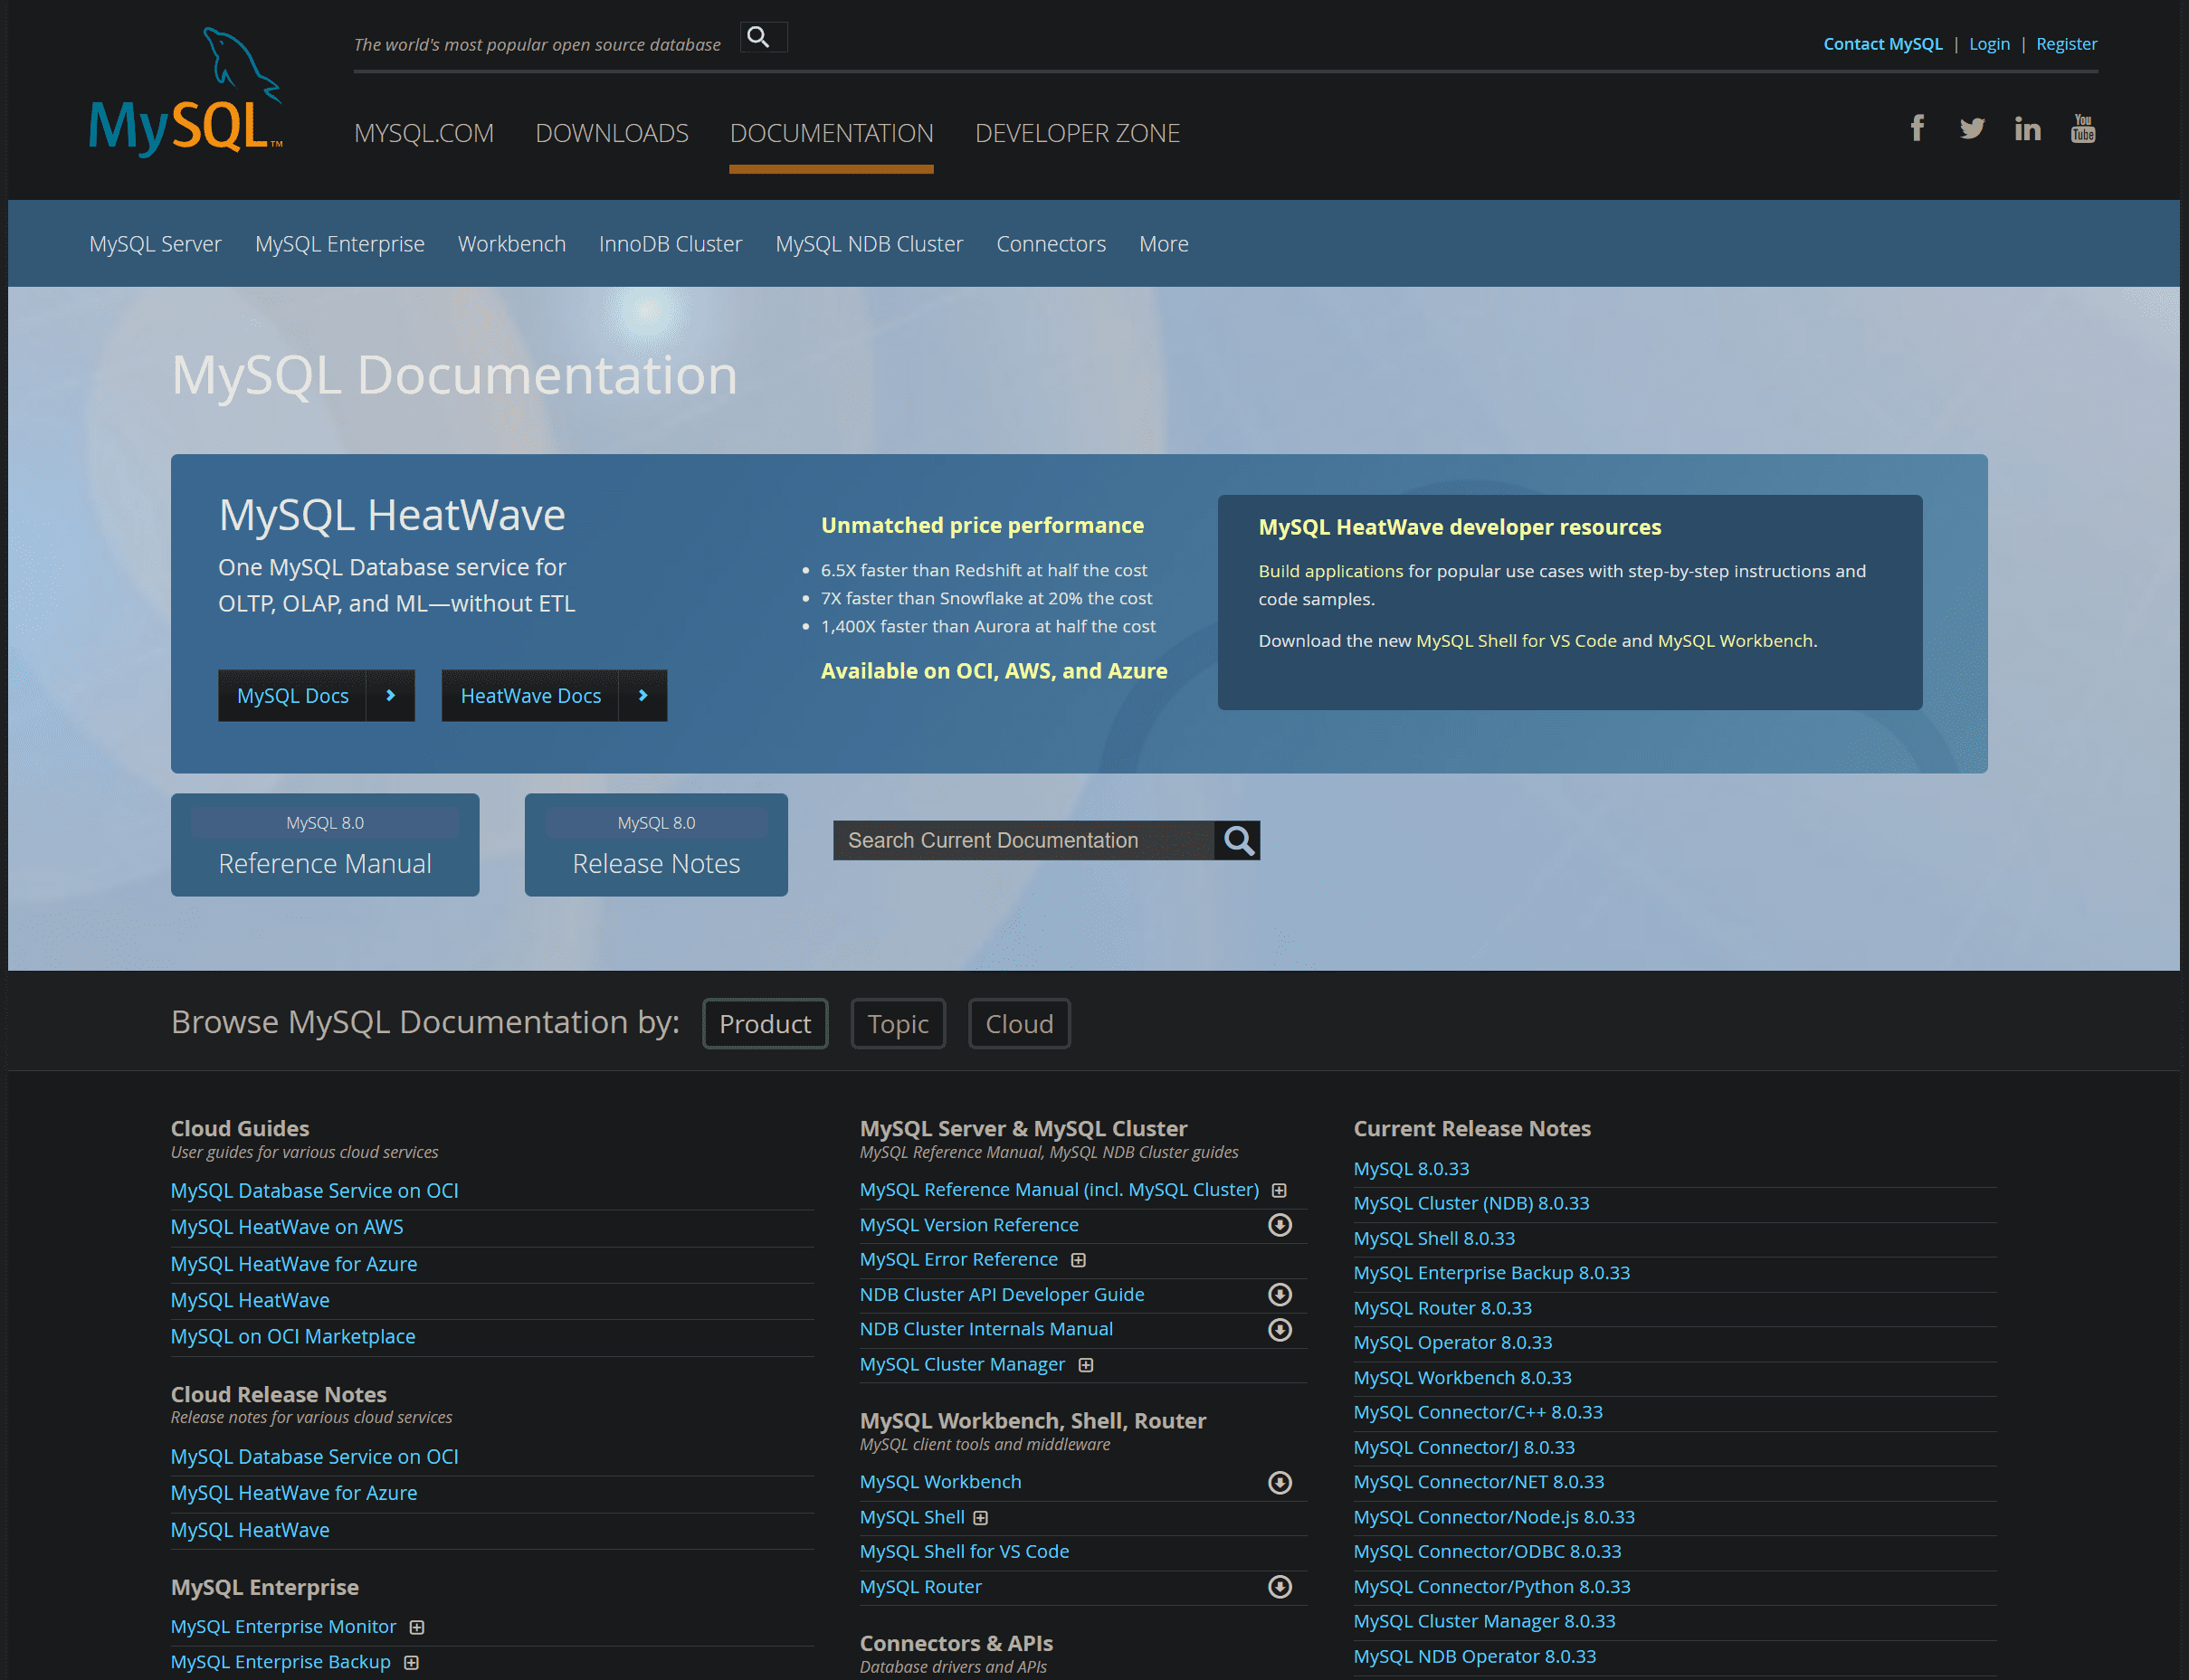 The world's most popular open source database
Contact MySQL | Login | Register
MySQL™
MYSQL.COM DOWNLOADS DOCUMENTATION DEVELOPER ZONE
You
Tube
MySQL Server MySQL Enterprise Workbench InnoDB Cluster MySQL NDB Cluster Connectors More
MySQL Documentation
MySQL HeatWave
One MySQL Database service for
OLTP, OLAP, and ML—without ETL
MySQL Docs
HeatWave Docs
Unmatched price performance
• 6.5X faster than Redshift at half the cost
• 7X faster than Snowflake at 20% the cost
• 1,400X faster than Aurora at half the cost
Available on OCI, AWS, and Azure
MySQL HeatWave developer resources
Build applications for popular use cases with step-by-step instructions and
code samples.
Download the new MySQL Shell for VS Code and MySQL Workbench.
MySQL 8.0
Reference Manual
MySQL 8.0
Release Notes
Search Current Documentation
Browse MySQL Documentation by: Product Topic Cloud
Cloud Guides
User guides for various cloud services
MySQL Database Service on OCI
MySQL HeatWave on AWS
MySQL HeatWave for Azure
MySQL HeatWave
MySQL on OCI Marketplace
Cloud Release Notes
Release notes for various cloud services
MySQL Database Service on OCI
MySQL HeatWave for Azure
MySQL HeatWave
MySQL Enterprise
MySQL Enterprise Monitor
MySQL Enterprise Backup
MySQL Server & MySQL Cluster
MySQL Reference Manual, MySQL NDB Cluster guides
MySQL Reference Manual (incl. MySQL Cluster)
MySQL Version Reference
MySQL Error Reference
NDB Cluster API Developer Guide
NDB Cluster Internals Manual
MySQL Cluster Manager
MySQL Workbench, Shell, Router
MySQL client tools and middleware
MySQL Workbench
MySQL Shell
MySQL Shell for VS Code
MySQL Router
Connectors & APIs
Database drivers and APIs
Current Release Notes
MySQL 8.0.33
MySQL Cluster (NDB) 8.0.33
MySQL Shell 8.0.33
MySQL Enterprise Backup 8.0.33
MySQL Router 8.0.33
MySQL Operator 8.0.33
MySQL Workbench 8.0.33
MySQL Connector/C++ 8.0.33
MySQL Connector/J 8.0.33
MySQL Connector/NET 8.0.33
MySQL Connector/Node.js 8.0.33
MySQL Connector/ODBC 8.0.33
MySQL Connector/Python 8.0.33
MySQL Cluster Manager 8.0.33
MySQL NDB Operator 8.0.33